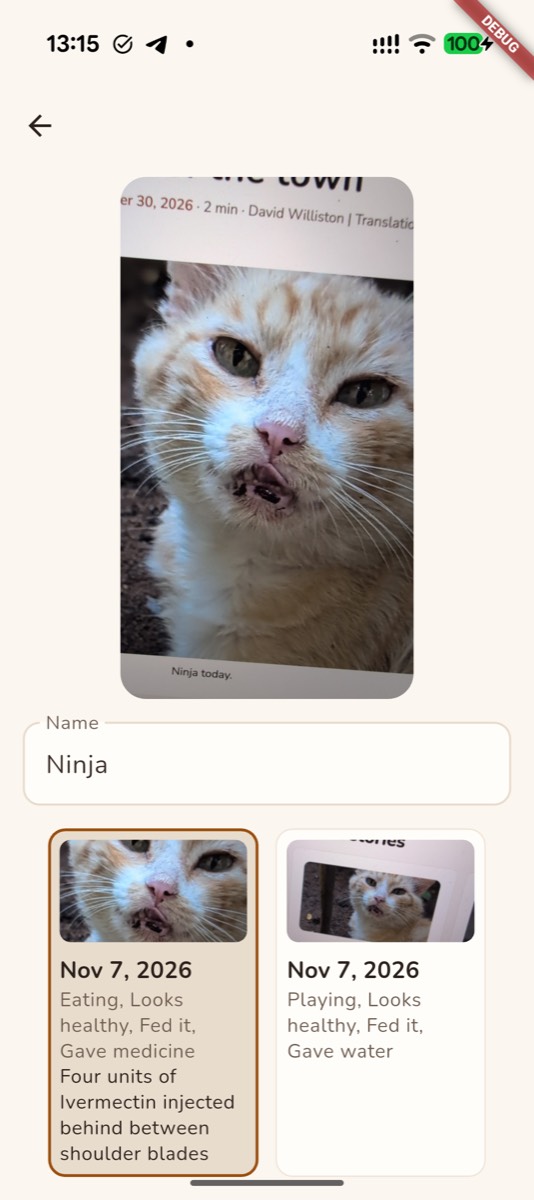 13:15
100
DEBUG
the town
er 30, 2026 · 2 min · David Williston | Translatio
Ninja today.
Name
Ninja
Nov 7, 2026
Eating, Looks
healthy, Fed it,
Gave medicine
Four units of
Ivermectin injected
behind between
shoulder blades
Stories
Nov 7, 2026
Playing, Looks
healthy, Fed it,
Gave water